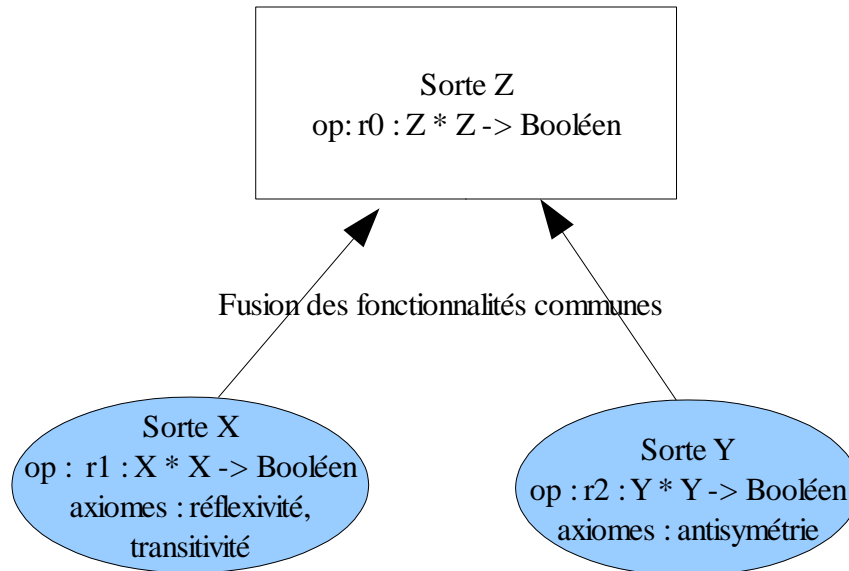 Sorte Z
op: r0 : Z * Z -> Booléen
Fusion des fonctionnalités communes
Sorte X
op : r1 : X * X -> Booléen
axiomes : réflexivité,
transitivité
Sorte Y
op : r2 : Y * Y -> Booléen
axiomes : antisymétrie